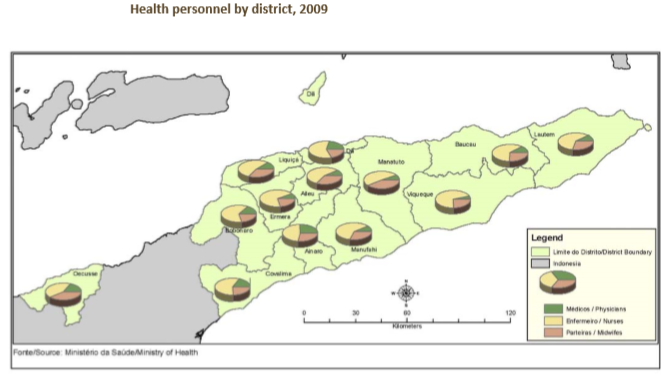 Health personnel by district, 2009
Dili
Lautem
Baucau
Dili
Liquiça
Manatuto
Aileu
Viqueque
Ermera
Bobonaro
Ainaro
Manufahi
Covalima
Oecusse
Legend
Limite do Distrito/District Boundary
Indonesia
Médicos / Physicians
Enfermeiro / Nurses
Parteiras / Midwifes
N
W
E
S
0 30 60 120
Kilometers
Fonte/Source: Ministério da Saúde/Ministry of Health